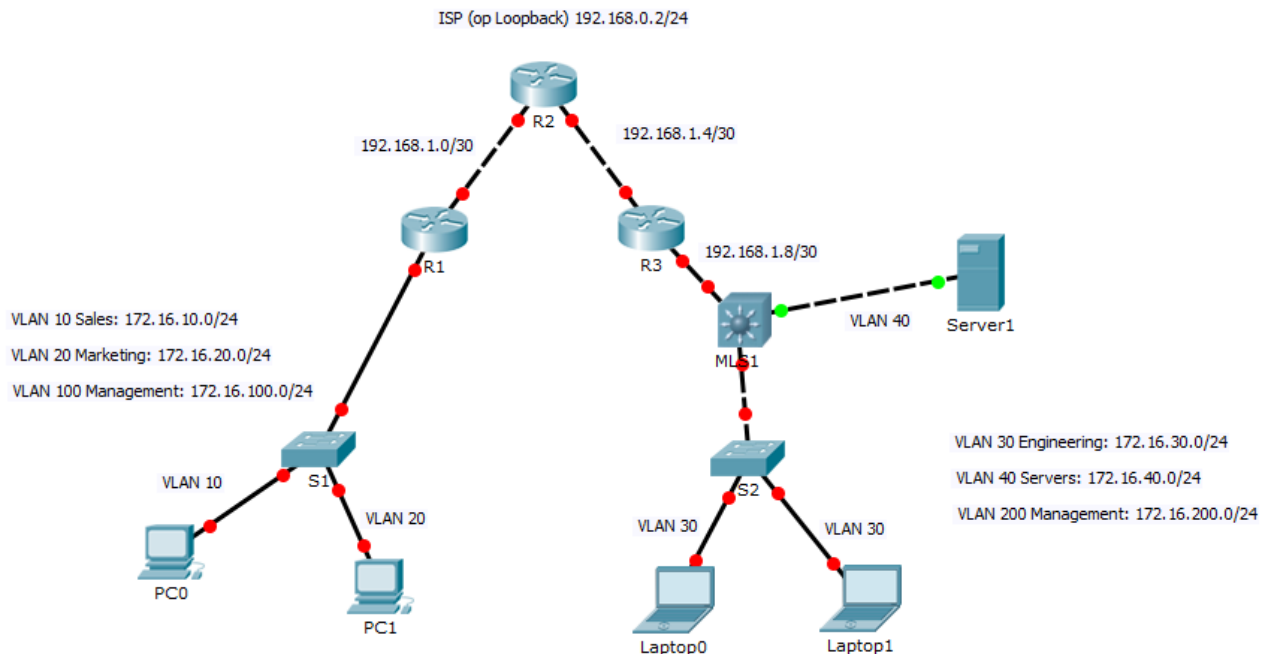 ISP (op Loopback) 192.168.0.2/24
R2
192.168.1.0/30
192.168.1.4/30
R1
R3
192.168.1.8/30
VLAN 40
Server1
MLS1
VLAN 10 Sales: 172.16.10.0/24
VLAN 20 Marketing: 172.16.20.0/24
VLAN 100 Management: 172.16.100.0/24
S1
VLAN 10
VLAN 20
PC0
PC1
S2
VLAN 30
VLAN 30
Laptop0
Laptop1
VLAN 30 Engineering: 172.16.30.0/24
VLAN 40 Servers: 172.16.40.0/24
VLAN 200 Management: 172.16.200.0/24